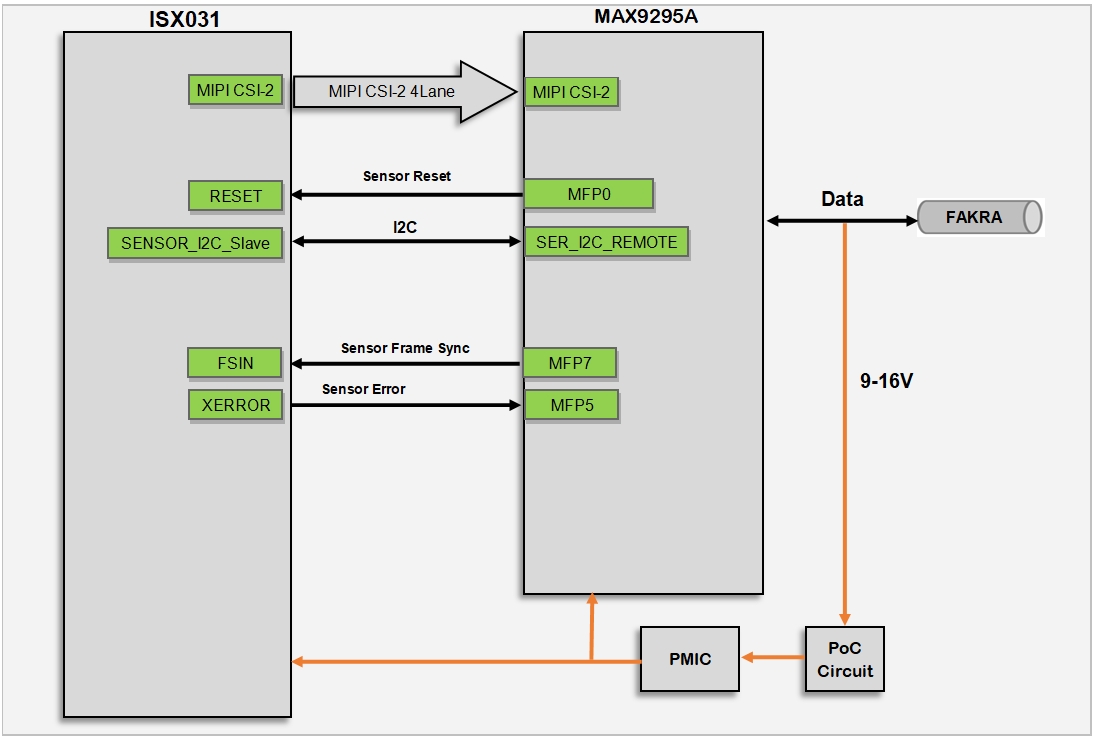 ISX031
MAX9295A
MIPI CSI-2
MIPI CSI-2 4Lane
MIPI CSI-2
RESET
Sensor Reset
MFP0
Data
FAKRA
SENSOR_I2C_Slave
I2C
SER_I2C_REMOTE
FSIN
Sensor Frame Sync
MFP7
9-16V
XERROR
Sensor Error
MFP5
PMIC
PoC
Circuit